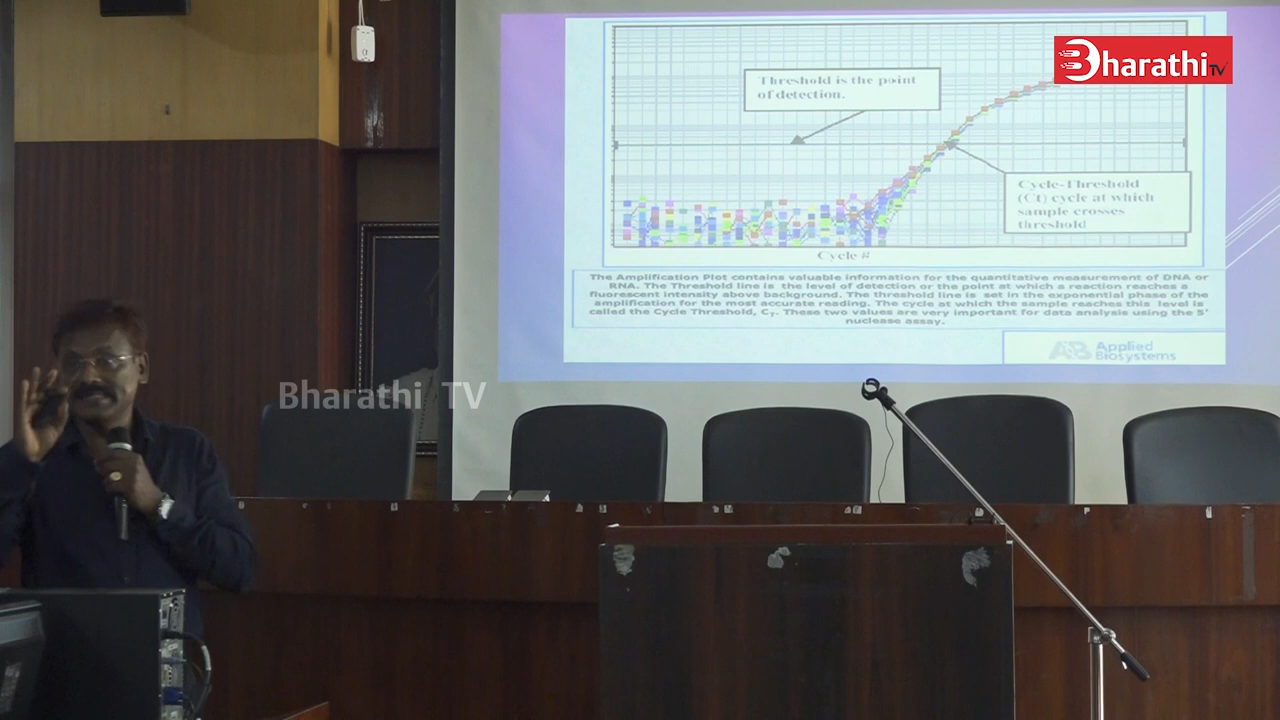 Bharathi TV
Threshold is the point
of detection.
Cycle-Threshold
(Ct) cycle at which
sample crosses
threshold
Cycle #
The Amplification Plot contains valuable information for the quantitative measurement of DNA or
RNA. The Threshold line is the level of detection or the point at which a reaction reaches a
fluorescent intensity above background. The threshold line is set in the exponential phase of the
amplification for the most accurate reading. The cycle at which the sample reaches this level is
called the Cycle Threshold, CT. These two values are very important for data analysis using the 5'
nuclease assay.
AB Applied
Biosystems
Bharathi TV